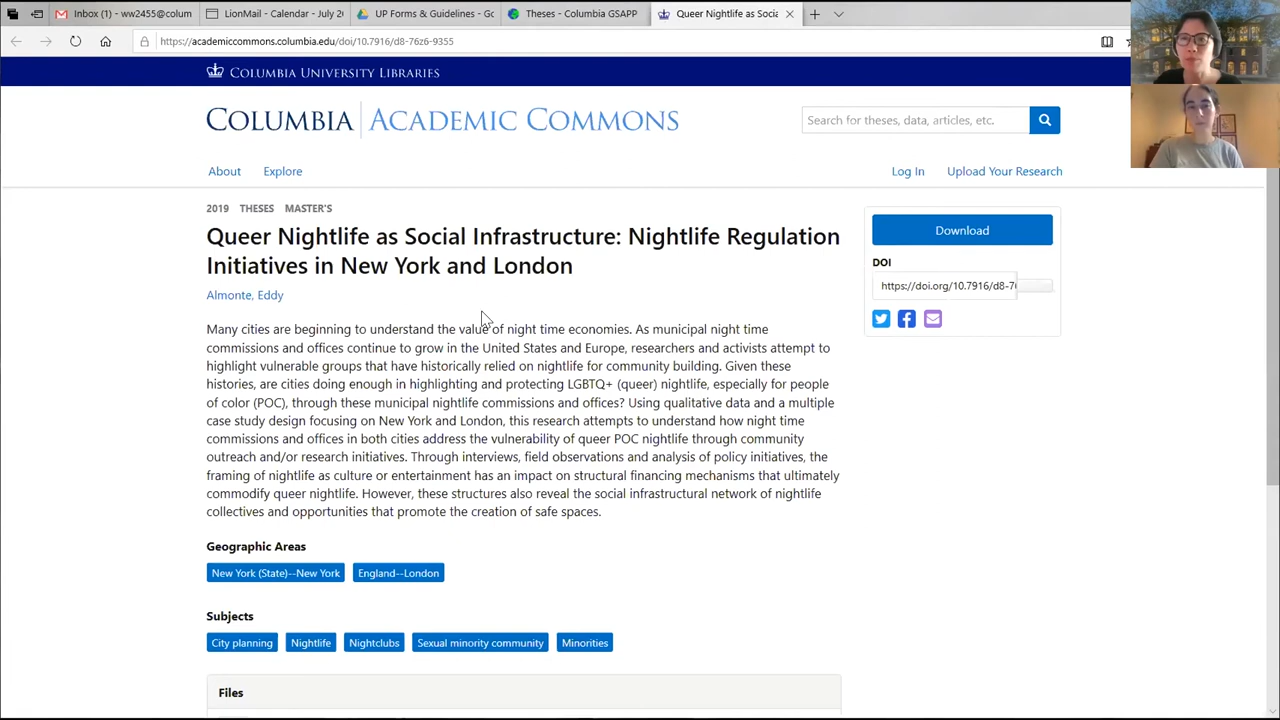 Inbox (1) - ww2455@colum
LionMail - Calendar - July 2
UP Forms & Guidelines - Go
Theses - Columbia GSAPP
Queer Nightlife as Socia
https://academiccommons.columbia.edu/doi/10.7916/d8-76z6-9355
COLUMBIA UNIVERSITY LIBRARIES
COLUMBIA | ACADEMIC COMMONS
Search for theses, data, articles, etc.
About Explore
Log In Upload Your Research
2019 THESES MASTER'S
Queer Nightlife as Social Infrastructure: Nightlife Regulation
Initiatives in New York and London
Almonte, Eddy
Many cities are beginning to understand the value of night time economies. As municipal night time
commissions and offices continue to grow in the United States and Europe, researchers and activists attempt to
highlight vulnerable groups that have historically relied on nightlife for community building. Given these
histories, are cities doing enough in highlighting and protecting LGBTQ+ (queer) nightlife, especially for people
of color (POC), through these municipal nightlife commissions and offices? Using qualitative data and a multiple
case study design focusing on New York and London, this research attempts to understand how night time
commissions and offices in both cities address the vulnerability of queer POC nightlife through community
outreach and/or research initiatives. Through interviews, field observations and analysis of policy initiatives, the
framing of nightlife as culture or entertainment has an impact on structural financing mechanisms that ultimately
commodify queer nightlife. However, these structures also reveal the social infrastructural network of nightlife
collectives and opportunities that promote the creation of safe spaces.
Geographic Areas
New York (State)--New York
England--London
Subjects
City planning
Nightlife
Nightclubs
Sexual minority community
Minorities
Files
Download
DOI
https://doi.org/10.7916/d8-76